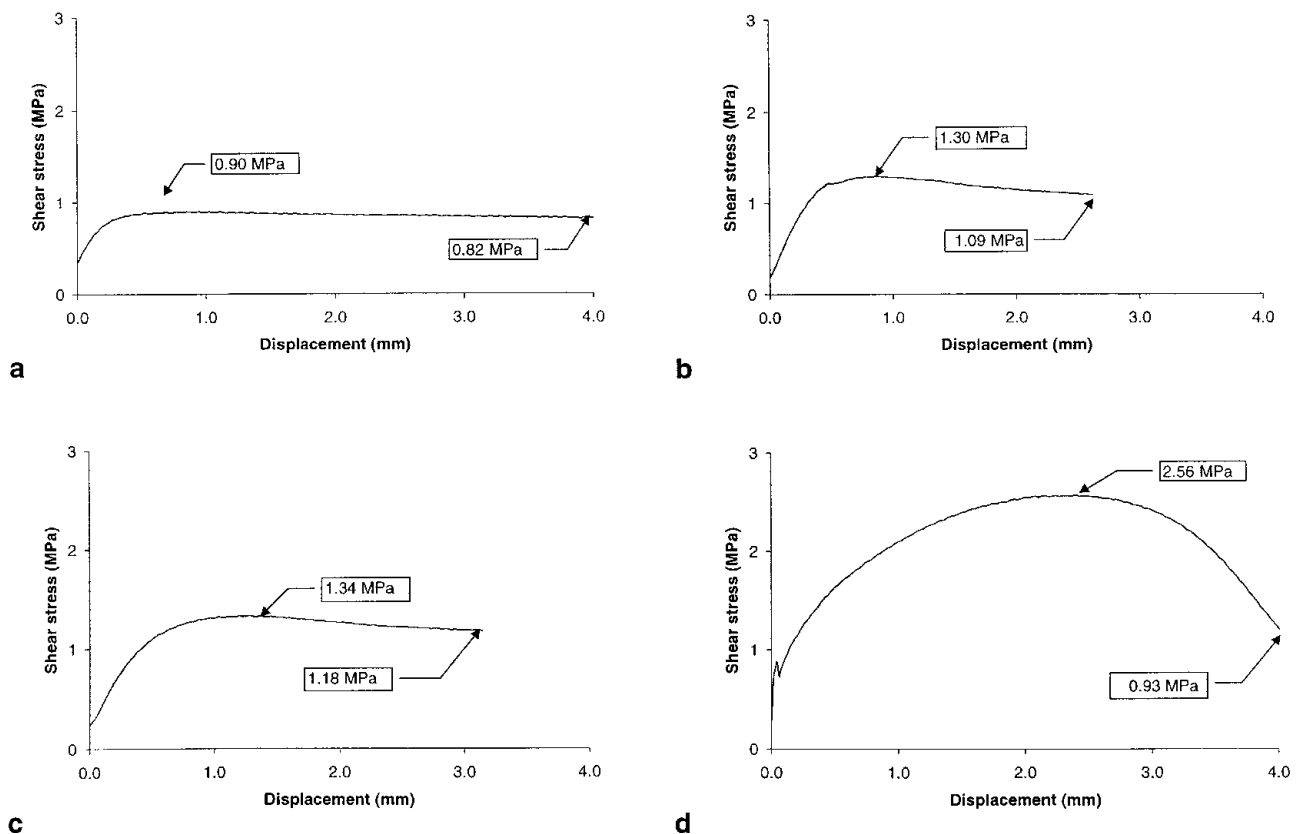 3
2
1
0
Shear stress (MPa)
0.90 MPa
0.82 MPa
0.0 1.0 2.0 3.0 4.0
Displacement (mm)
a
3
2
1
0
Shear stress (MPa)
1.30 MPa
1.09 MPa
0.0 1.0 2.0 3.0 4.0
Displacement (mm)
b
3
2
1
0
Shear stress (MPa)
1.34 MPa
1.18 MPa
0.0 1.0 2.0 3.0 4.0
Displacement (mm)
c
3
2
1
0
Shear stress (MPa)
2.56 MPa
0.93 MPa
0.0 1.0 2.0 3.0 4.0
Displacement (mm)
d